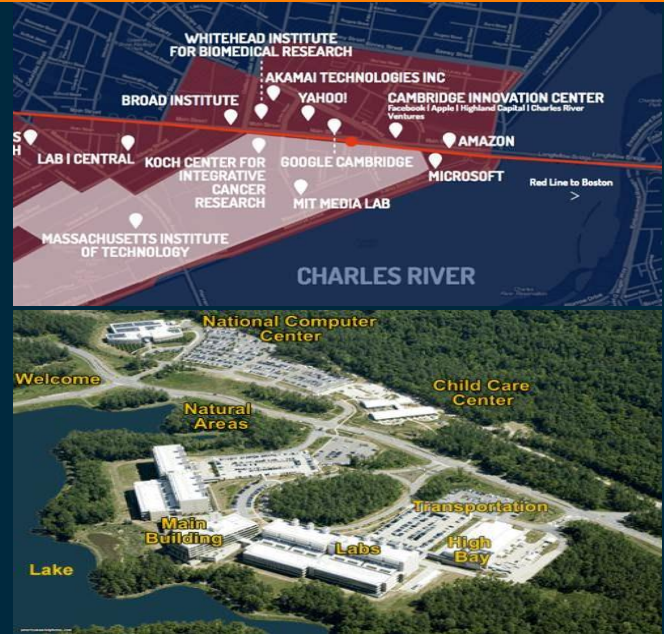 WHITEHEAD INSTITUTE
FOR BIOMEDICAL RESEARCH
AKAMAI TECHNOLOGIES INC
BROAD INSTITUTE
YAHOO!
CAMBRIDGE INNOVATION CENTER
Facebook | Apple | Highland Capital | Charles River
Ventures
S
H
LAB | CENTRAL
KOCH CENTER FOR
INTEGRATIVE
CANCER
RESEARCH
GOOGLE CAMBRIDGE
AMAZON
MICROSOFT
Red Line to Boston
>
MIT MEDIA LAB
MASSACHUSETTS INSTITUTE
OF TECHNOLOGY
CHARLES RIVER
National Computer
Center
Welcome
Child Care
Center
Natural
Areas
Transportation
Main
Building
Labs
High
Bay
Lake